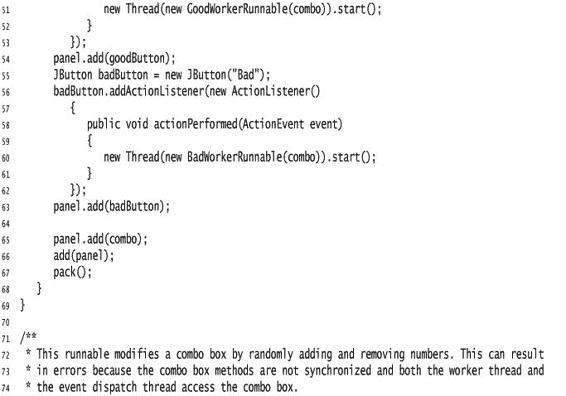 51 new Thread(new GoodWorkerRunnable(combo)).start();
52 }
53 });
54 panel.add(goodButton);
55 JButton badButton = new JButton("Bad");
56 badButton.addActionListener(new ActionListener()
57 {
58 public void actionPerformed(ActionEvent event)
59 {
60 new Thread(new BadWorkerRunnable(combo)).start();
61 }
62 });
63 panel.add(badButton);
64
65 panel.add(combo);
66 add(panel);
67 pack();
68 }
69 }
70
71 /**
72 * This runnable modifies a combo box by randomly adding and removing numbers. This can result
73 * in errors because the combo box methods are not synchronized and both the worker thread and
74 * the event dispatch thread access the combo box.